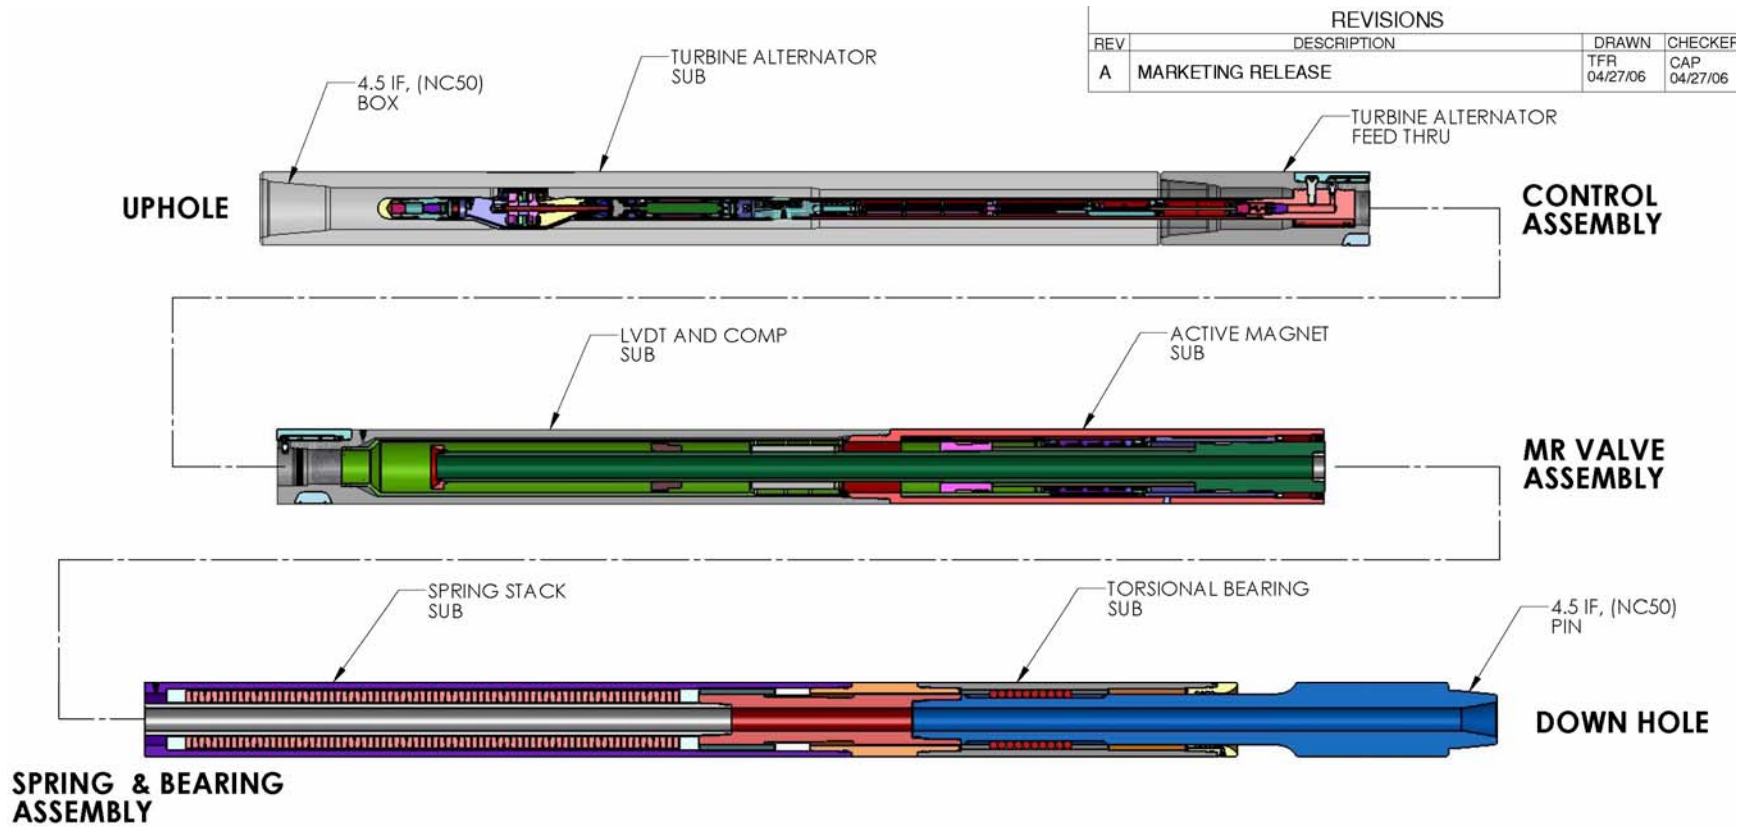 REVISIONS
REV DESCRIPTION DRAWN CHECKER
A MARKETING RELEASE TFR CAP
04/27/06 04/27/06
TURBINE ALTERNATOR
SUB
4.5 IF, (NC50)
BOX
TURBINE ALTERNATOR
FEED THRU
UPHOLE
CONTROL
ASSEMBLY
LVDT AND COMP
SUB
ACTIVE MAGNET
SUB
MR VALVE
ASSEMBLY
SPRING STACK
SUB
TORSIONAL BEARING
SUB
4.5 IF, (NC50)
PIN
DOWN HOLE
SPRING & BEARING
ASSEMBLY